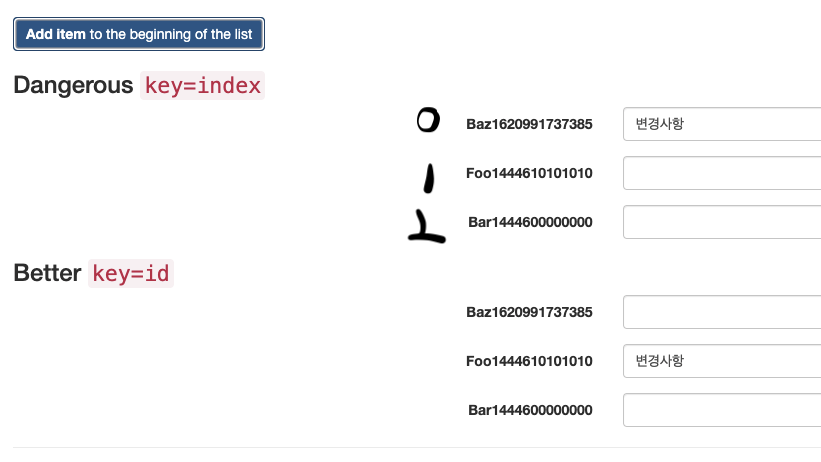 Add item to the beginning of the list
Dangerous key=index
0 Baz1620991737385 변경사항
1 Foo1444610101010
2 Bar1444600000000
Better key=id
Baz1620991737385
Foo1444610101010 변경사항
Bar1444600000000